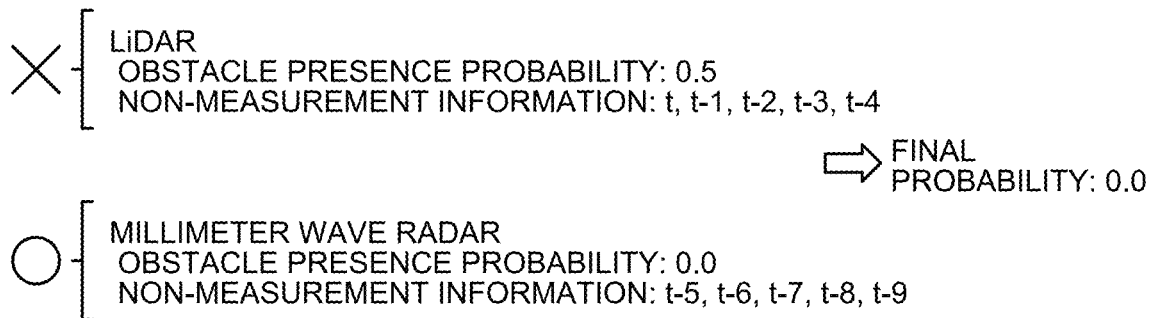 LiDAR
OBSTACLE PRESENCE PROBABILITY: 0.5
NON-MEASUREMENT INFORMATION: t, t-1, t-2, t-3, t-4
FINAL
PROBABILITY: 0.0
MILLIMETER WAVE RADAR
OBSTACLE PRESENCE PROBABILITY: 0.0
NON-MEASUREMENT INFORMATION: t-5, t-6, t-7, t-8, t-9